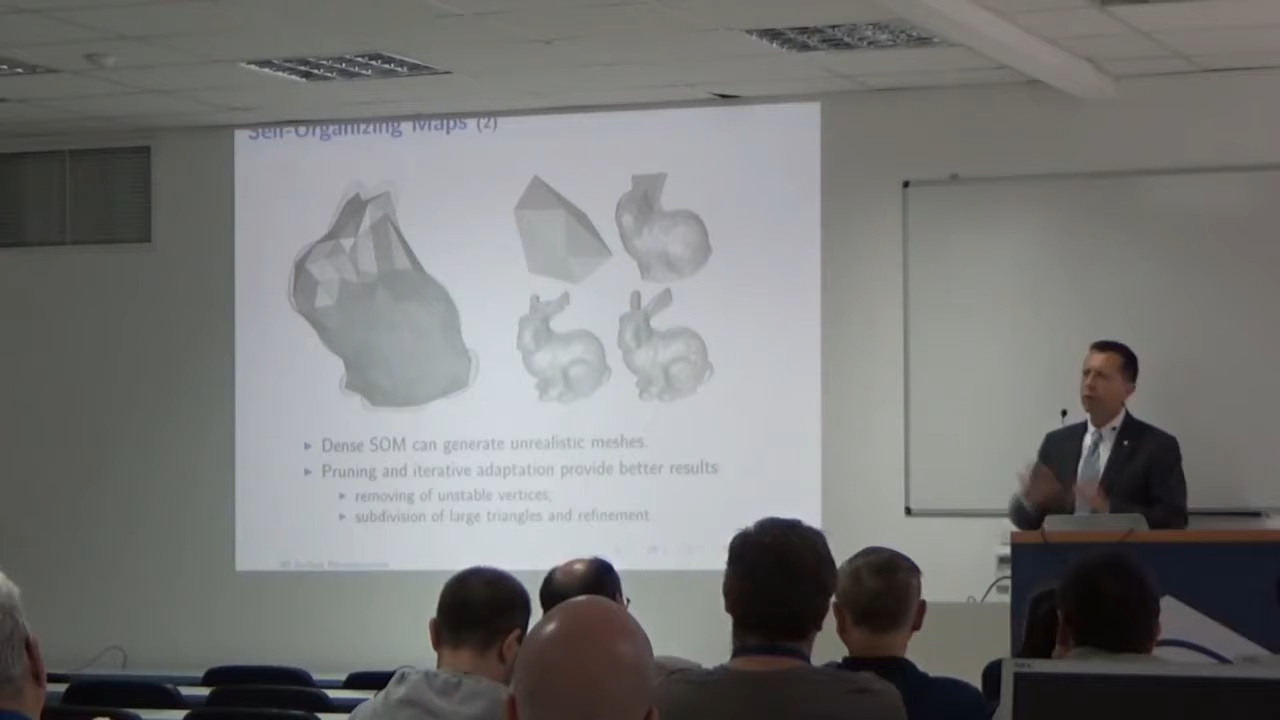 Self-Organizing Maps (2)
▶ Dense SOM can generate unrealistic meshes.
▶ Pruning and iterative adaptation provide better results
▶ removing of unstable vertices;
▶ subdivision of large triangles and refinement